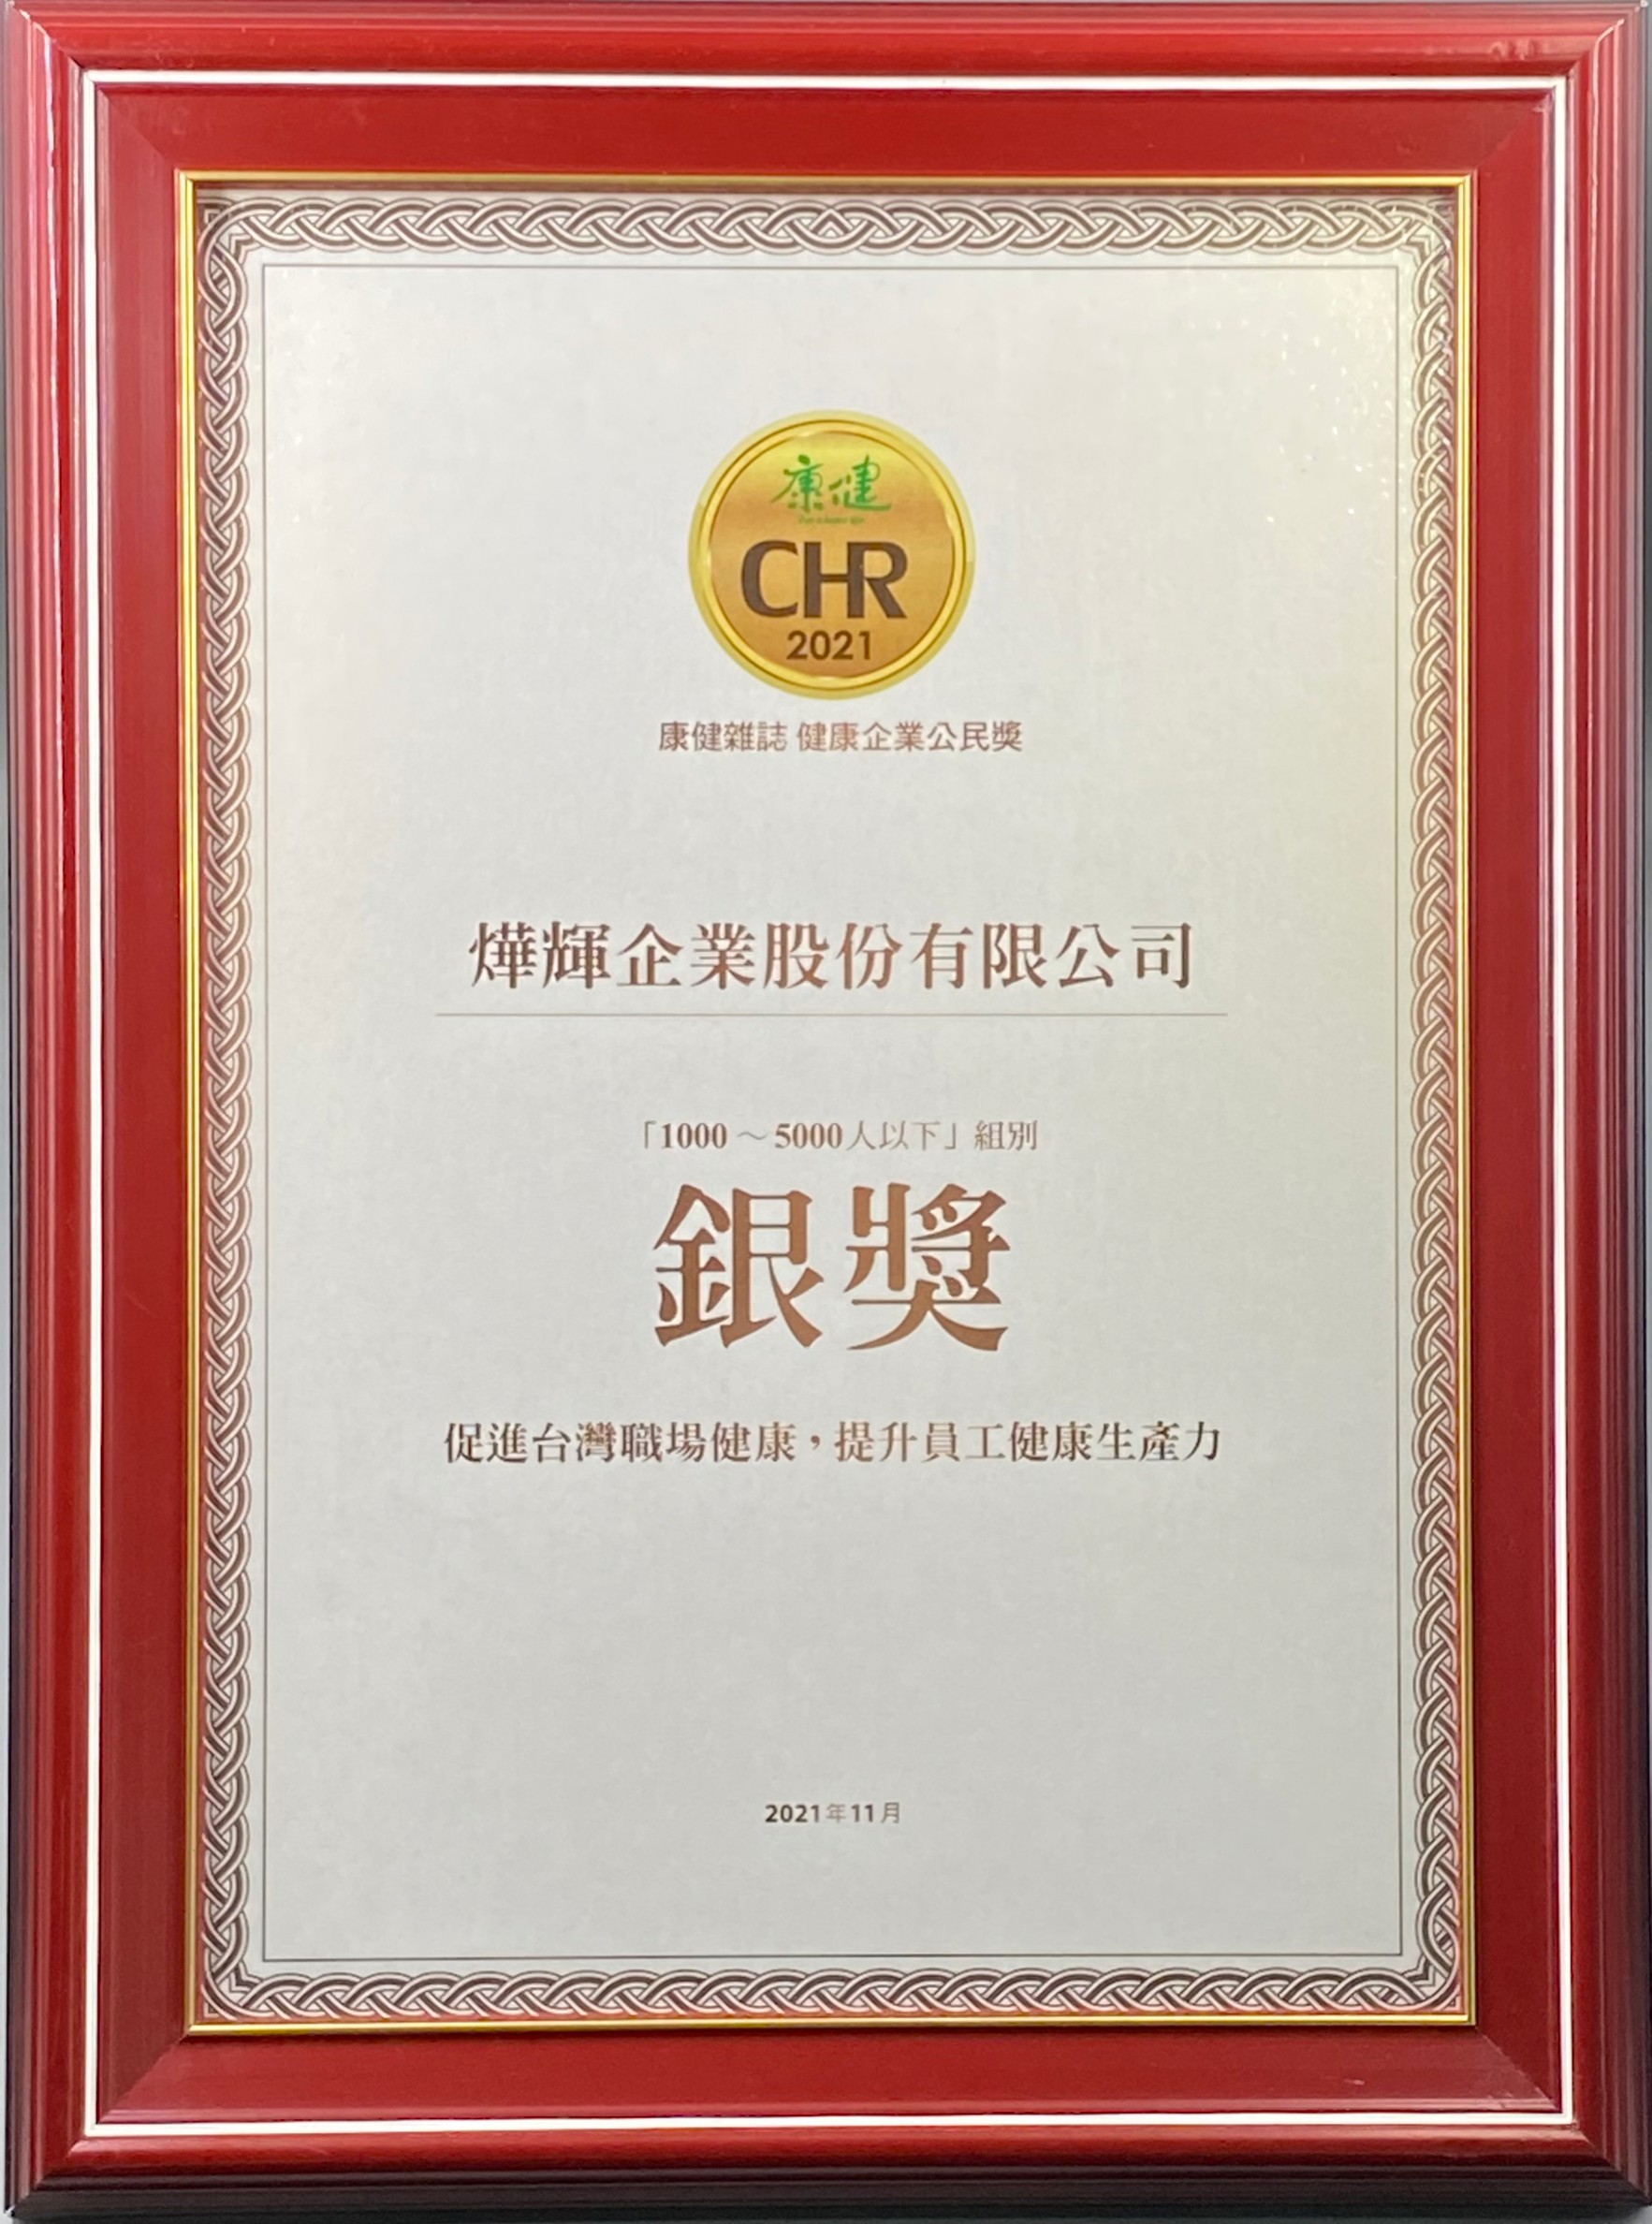 康健
CHR
2021
康健雜誌 健康企業公民獎
燁輝企業股份有限公司
「1000～5000人以下」組別
銀獎
促進台灣職場健康，提升員工健康生產力
2021年11月